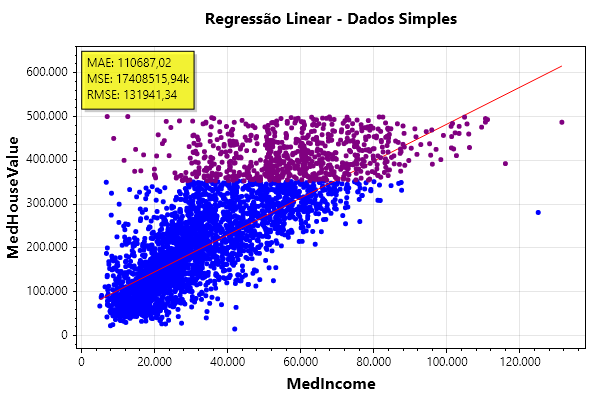 Regressão Linear - Dados Simples
MAE: 110687,02
MSE: 17408515,94k
RMSE: 131941,34
600.000
500.000
400.000
300.000
200.000
100.000
0
MedHouseValue
0 20.000 40.000 60.000 80.000 100.000 120.000
MedIncome